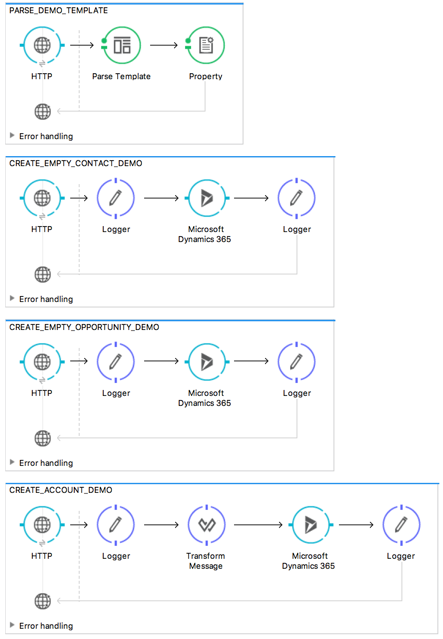 PARSE_DEMO_TEMPLATE
HTTP
Parse Template
Property
Error handling
CREATE_EMPTY_CONTACT_DEMO
HTTP
Logger
Microsoft
Dynamics 365
Logger
Error handling
CREATE_EMPTY_OPPORTUNITY_DEMO
HTTP
Logger
Microsoft
Dynamics 365
Logger
Error handling
CREATE_ACCOUNT_DEMO
HTTP
Logger
Transform
Message
Microsoft
Dynamics 365
Logger
Error handling